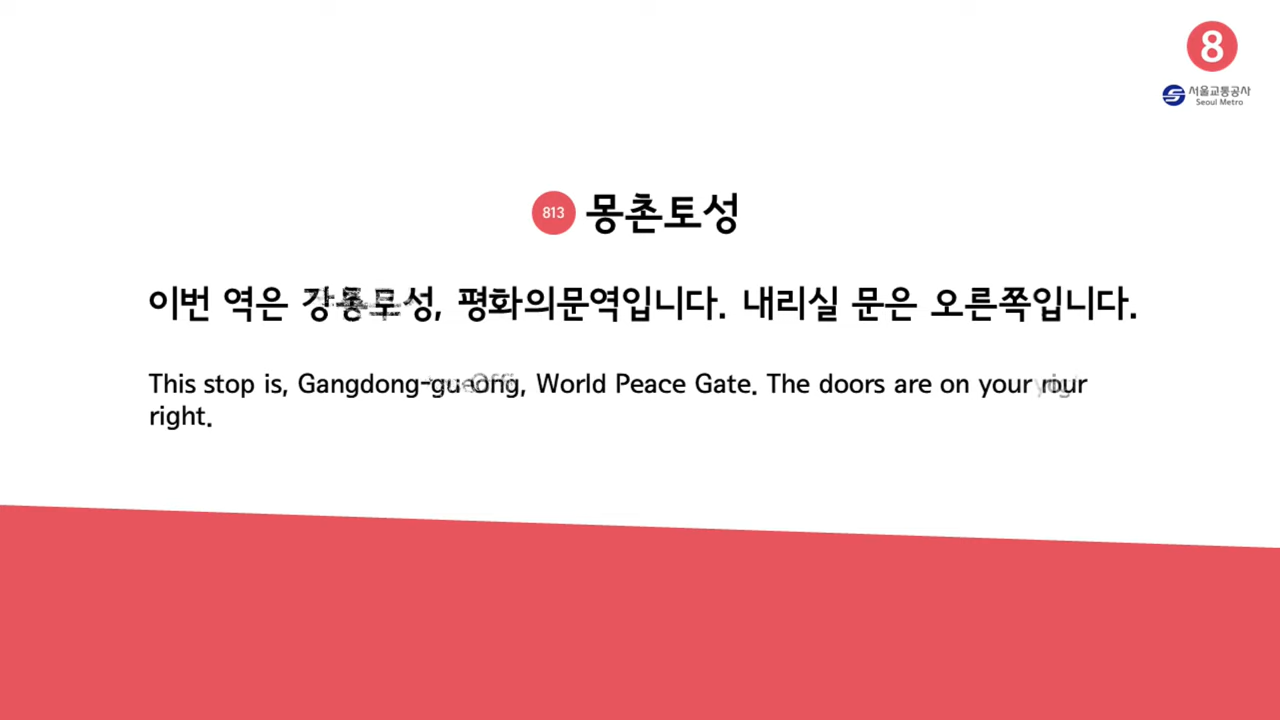 8
서울교통공사
Seoul Metro
813 몽촌토성
이번 역은 평화의문역입니다. 내리실 문은 오른쪽입니다.
This stop is, World Peace Gate. The doors are on your
right.